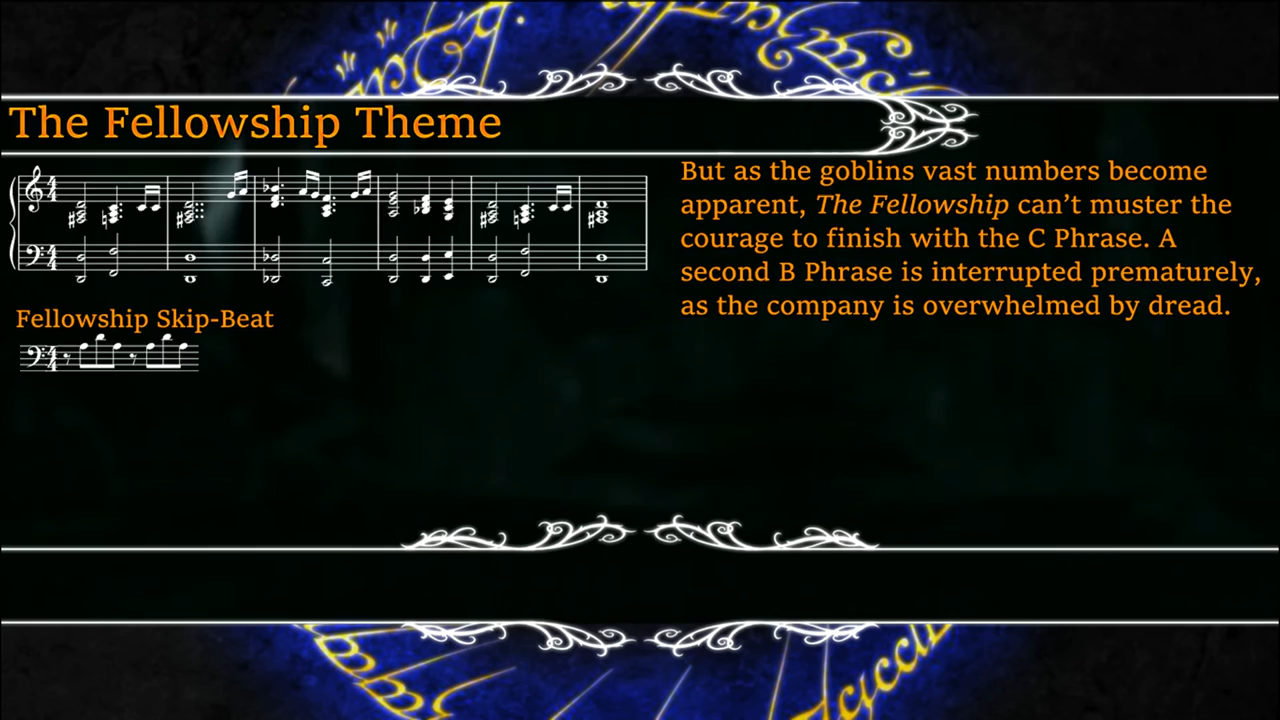 The Fellowship Theme
But as the goblins vast numbers become
apparent, The Fellowship can't muster the
courage to finish with the C Phrase. A
second B Phrase is interrupted prematurely,
as the company is overwhelmed by dread.
Fellowship Skip-Beat